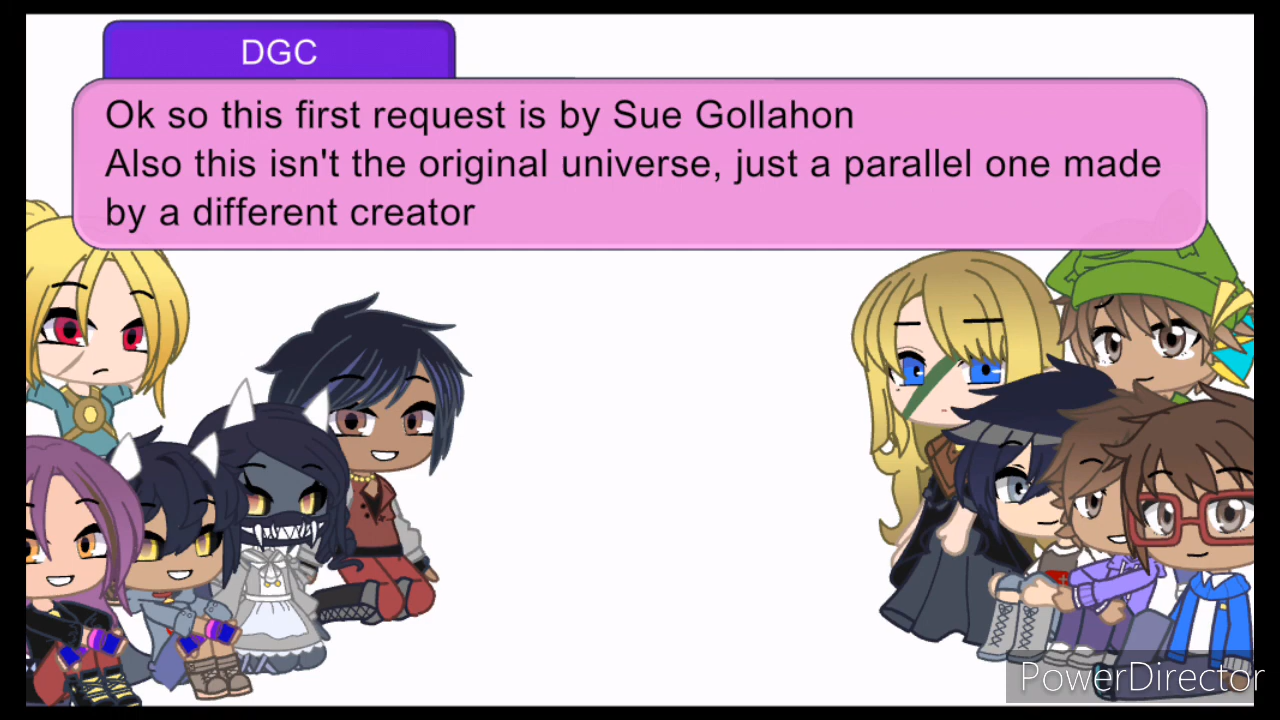 DGC
Ok so this first request is by Sue Gollahon
Also this isn't the original universe, just a parallel one made
by a different creator
PowerDirector